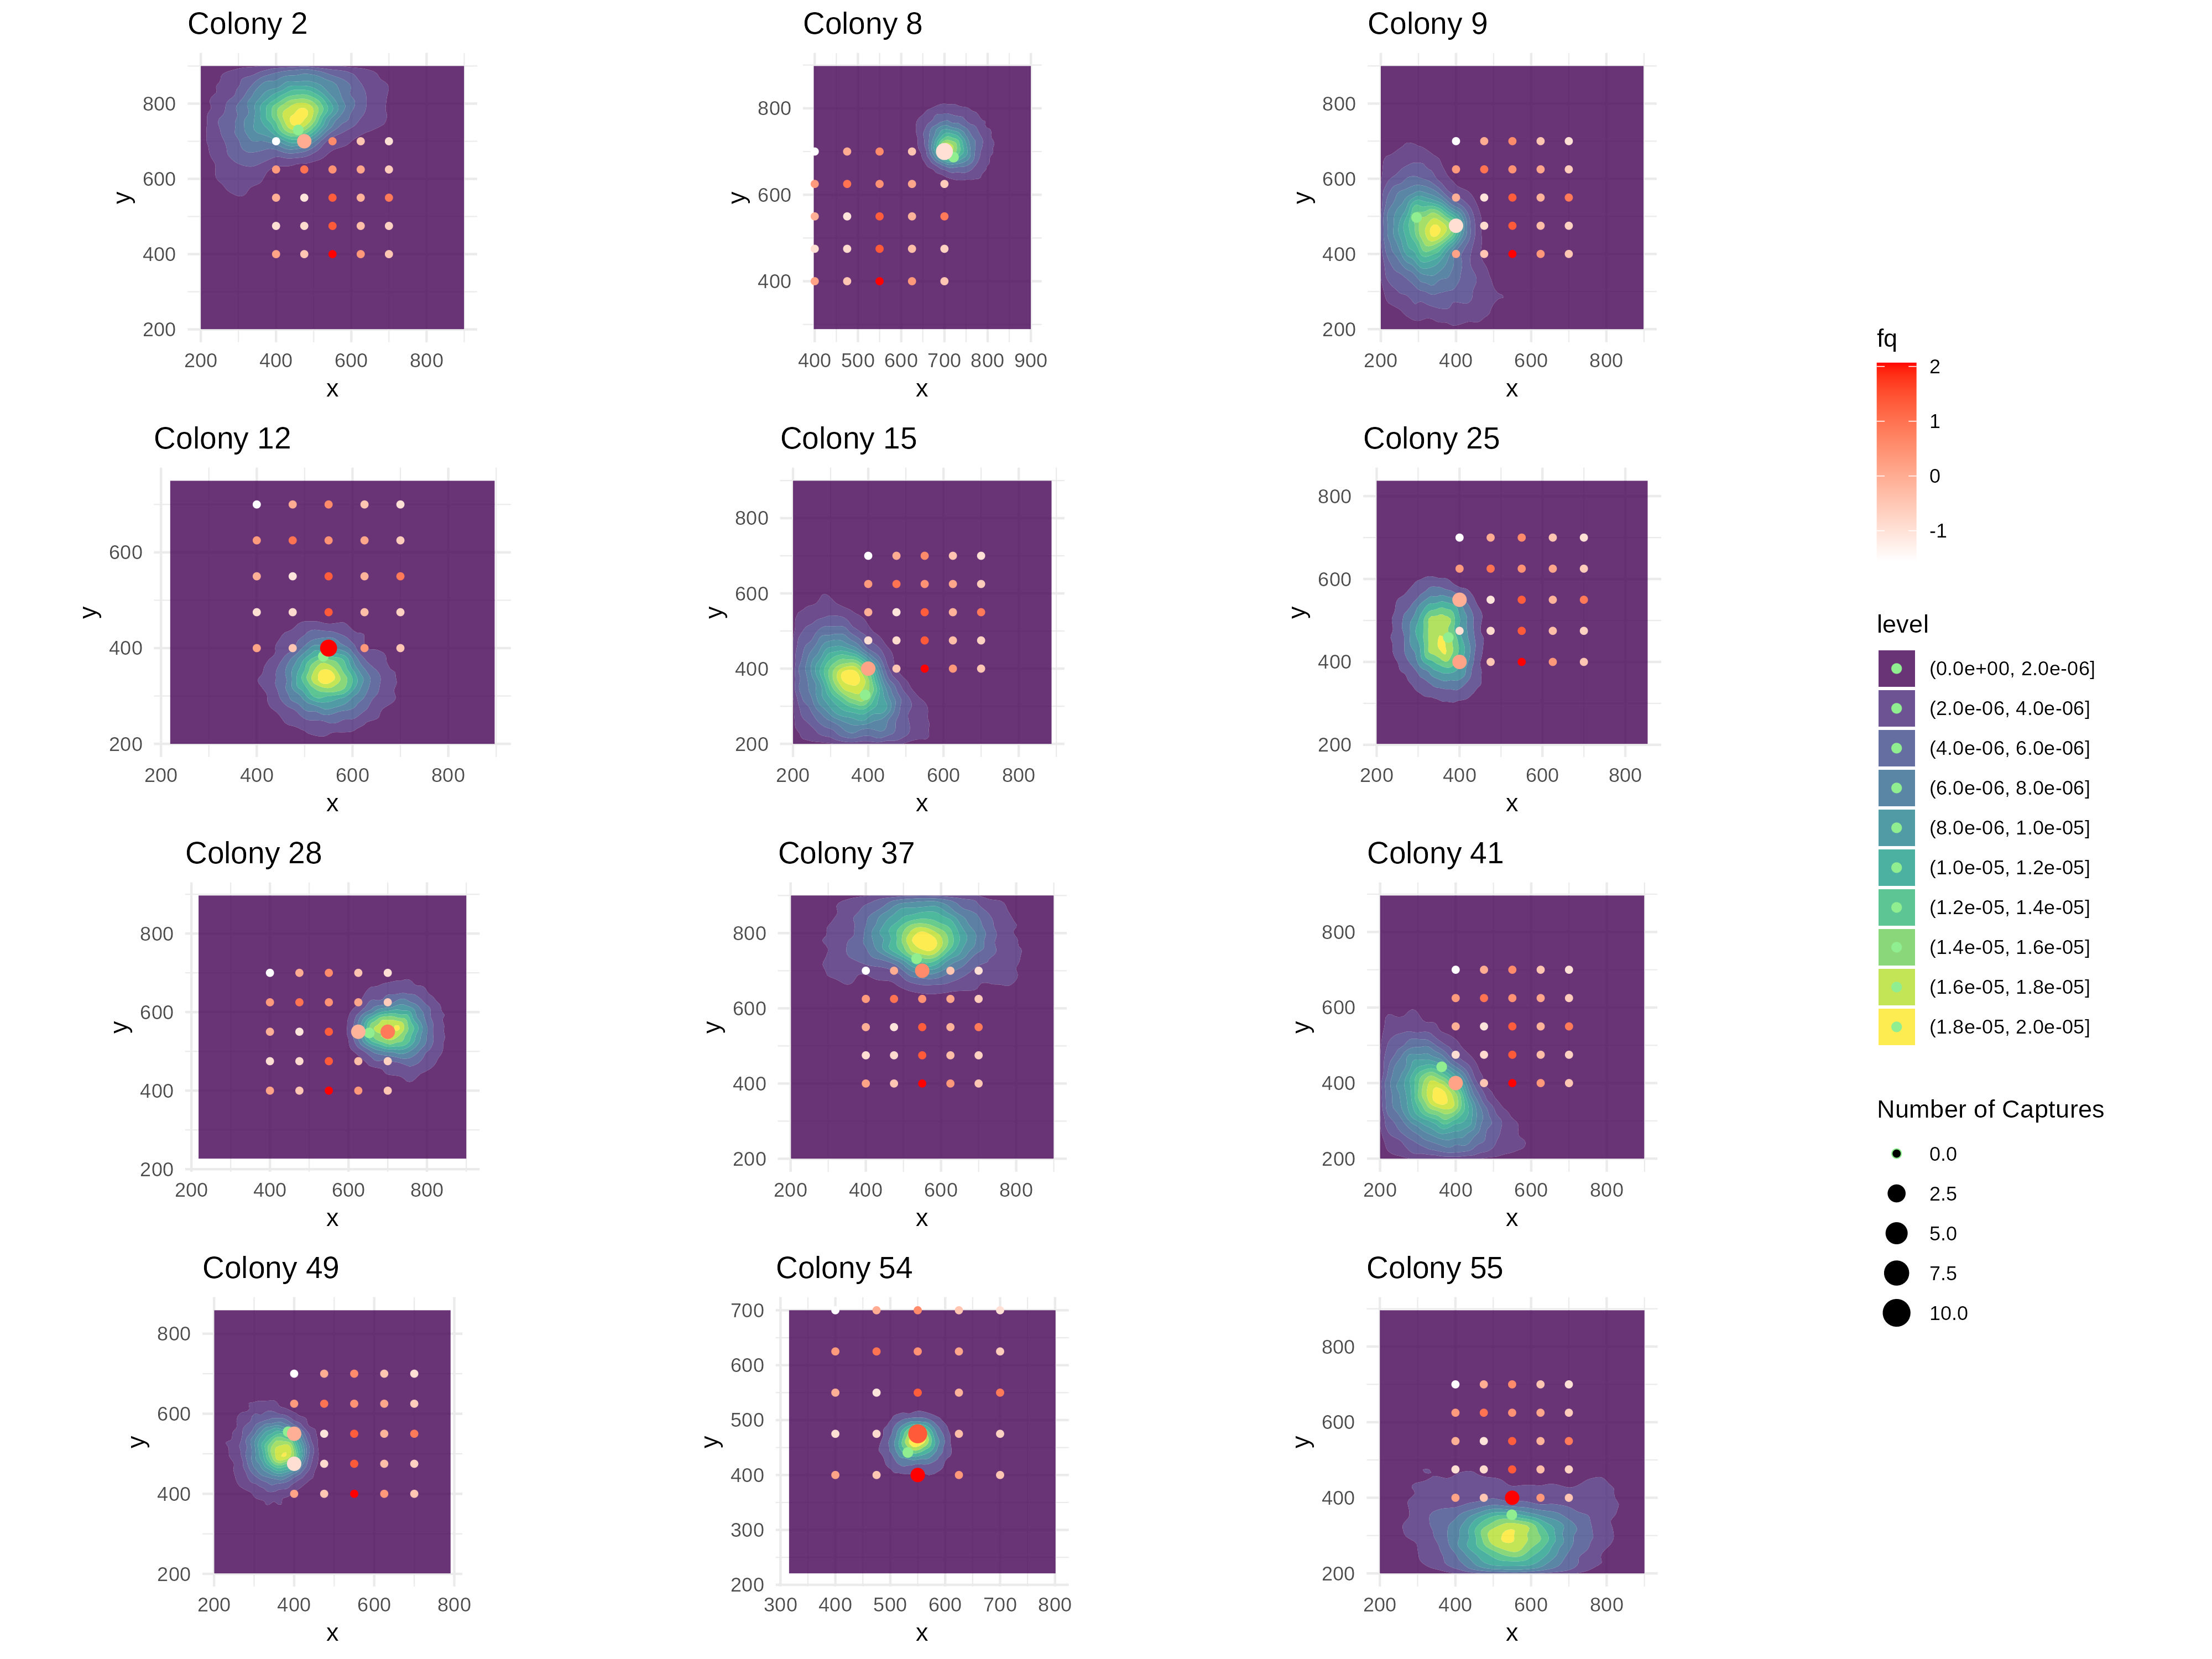 Colony 2
Colony 8
Colony 9
800
600
400
200
y
200 400 600 800
x
800
600
400
y
400 500 600 700 800 900
x
800
600
400
200
y
200 400 600 800
x
Colony 12
Colony 15
Colony 25
600
400
200
y
200 400 600 800
x
800
600
400
200
y
200 400 600 800
x
800
600
400
200
y
200 400 600 800
x
Colony 28
Colony 37
Colony 41
800
600
400
200
y
200 400 600 800
x
800
600
400
200
y
200 400 600 800
x
800
600
400
200
y
200 400 600 800
x
Colony 49
Colony 54
Colony 55
800
600
400
200
y
200 400 600 800
x
700
600
500
400
300
200
y
300 400 500 600 700 800
x
800
600
400
200
y
200 400 600 800
x
fq
2
1
0
-1
level
(0.0e+00, 2.0e-06]
(2.0e-06, 4.0e-06]
(4.0e-06, 6.0e-06]
(6.0e-06, 8.0e-06]
(8.0e-06, 1.0e-05]
(1.0e-05, 1.2e-05]
(1.2e-05, 1.4e-05]
(1.4e-05, 1.6e-05]
(1.6e-05, 1.8e-05]
(1.8e-05, 2.0e-05]
Number of Captures
0.0
2.5
5.0
7.5
10.0